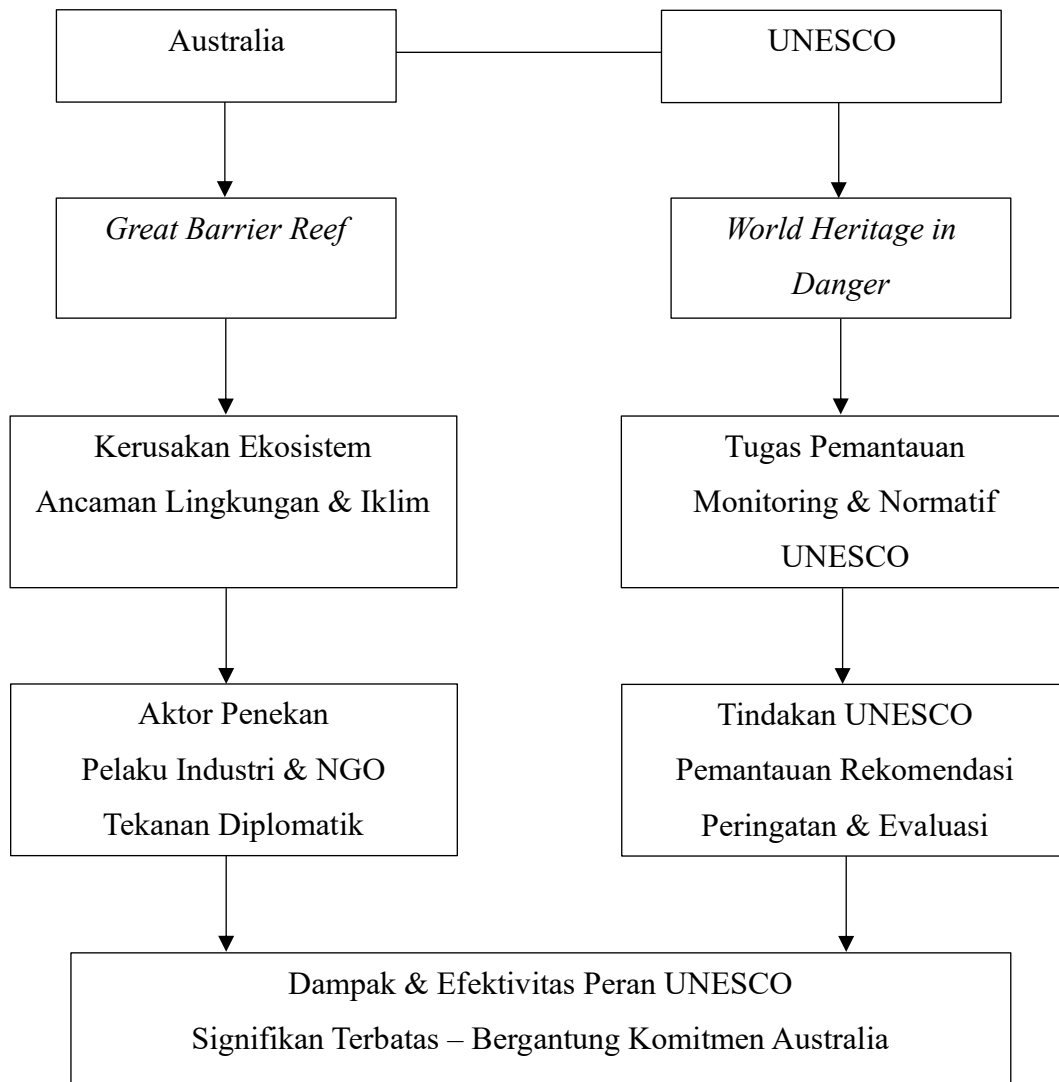 Australia
UNESCO
Great Barrier Reef
World Heritage in
Danger
Kerusakan Ekosistem
Ancaman Lingkungan & Iklim
Tugas Pemantauan
Monitoring & Normatif
UNESCO
Aktor Penekan
Pelaku Industri & NGO
Tekanan Diplomatik
Tindakan UNESCO
Pemantauan Rekomendasi
Peringatan & Evaluasi
Dampak & Efektivitas Peran UNESCO
Signifikan Terbatas – Bergantung Komitmen Australia